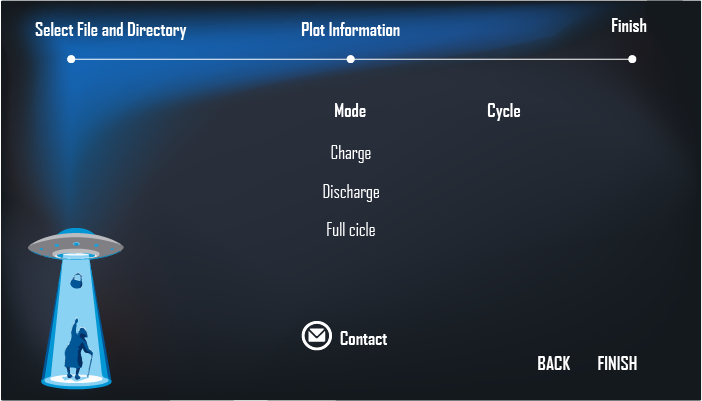 Select File and Directory
Plot Information
Finish
Mode
Cycle
Charge
Discharge
Full cicle
Contact
BACK
FINISH